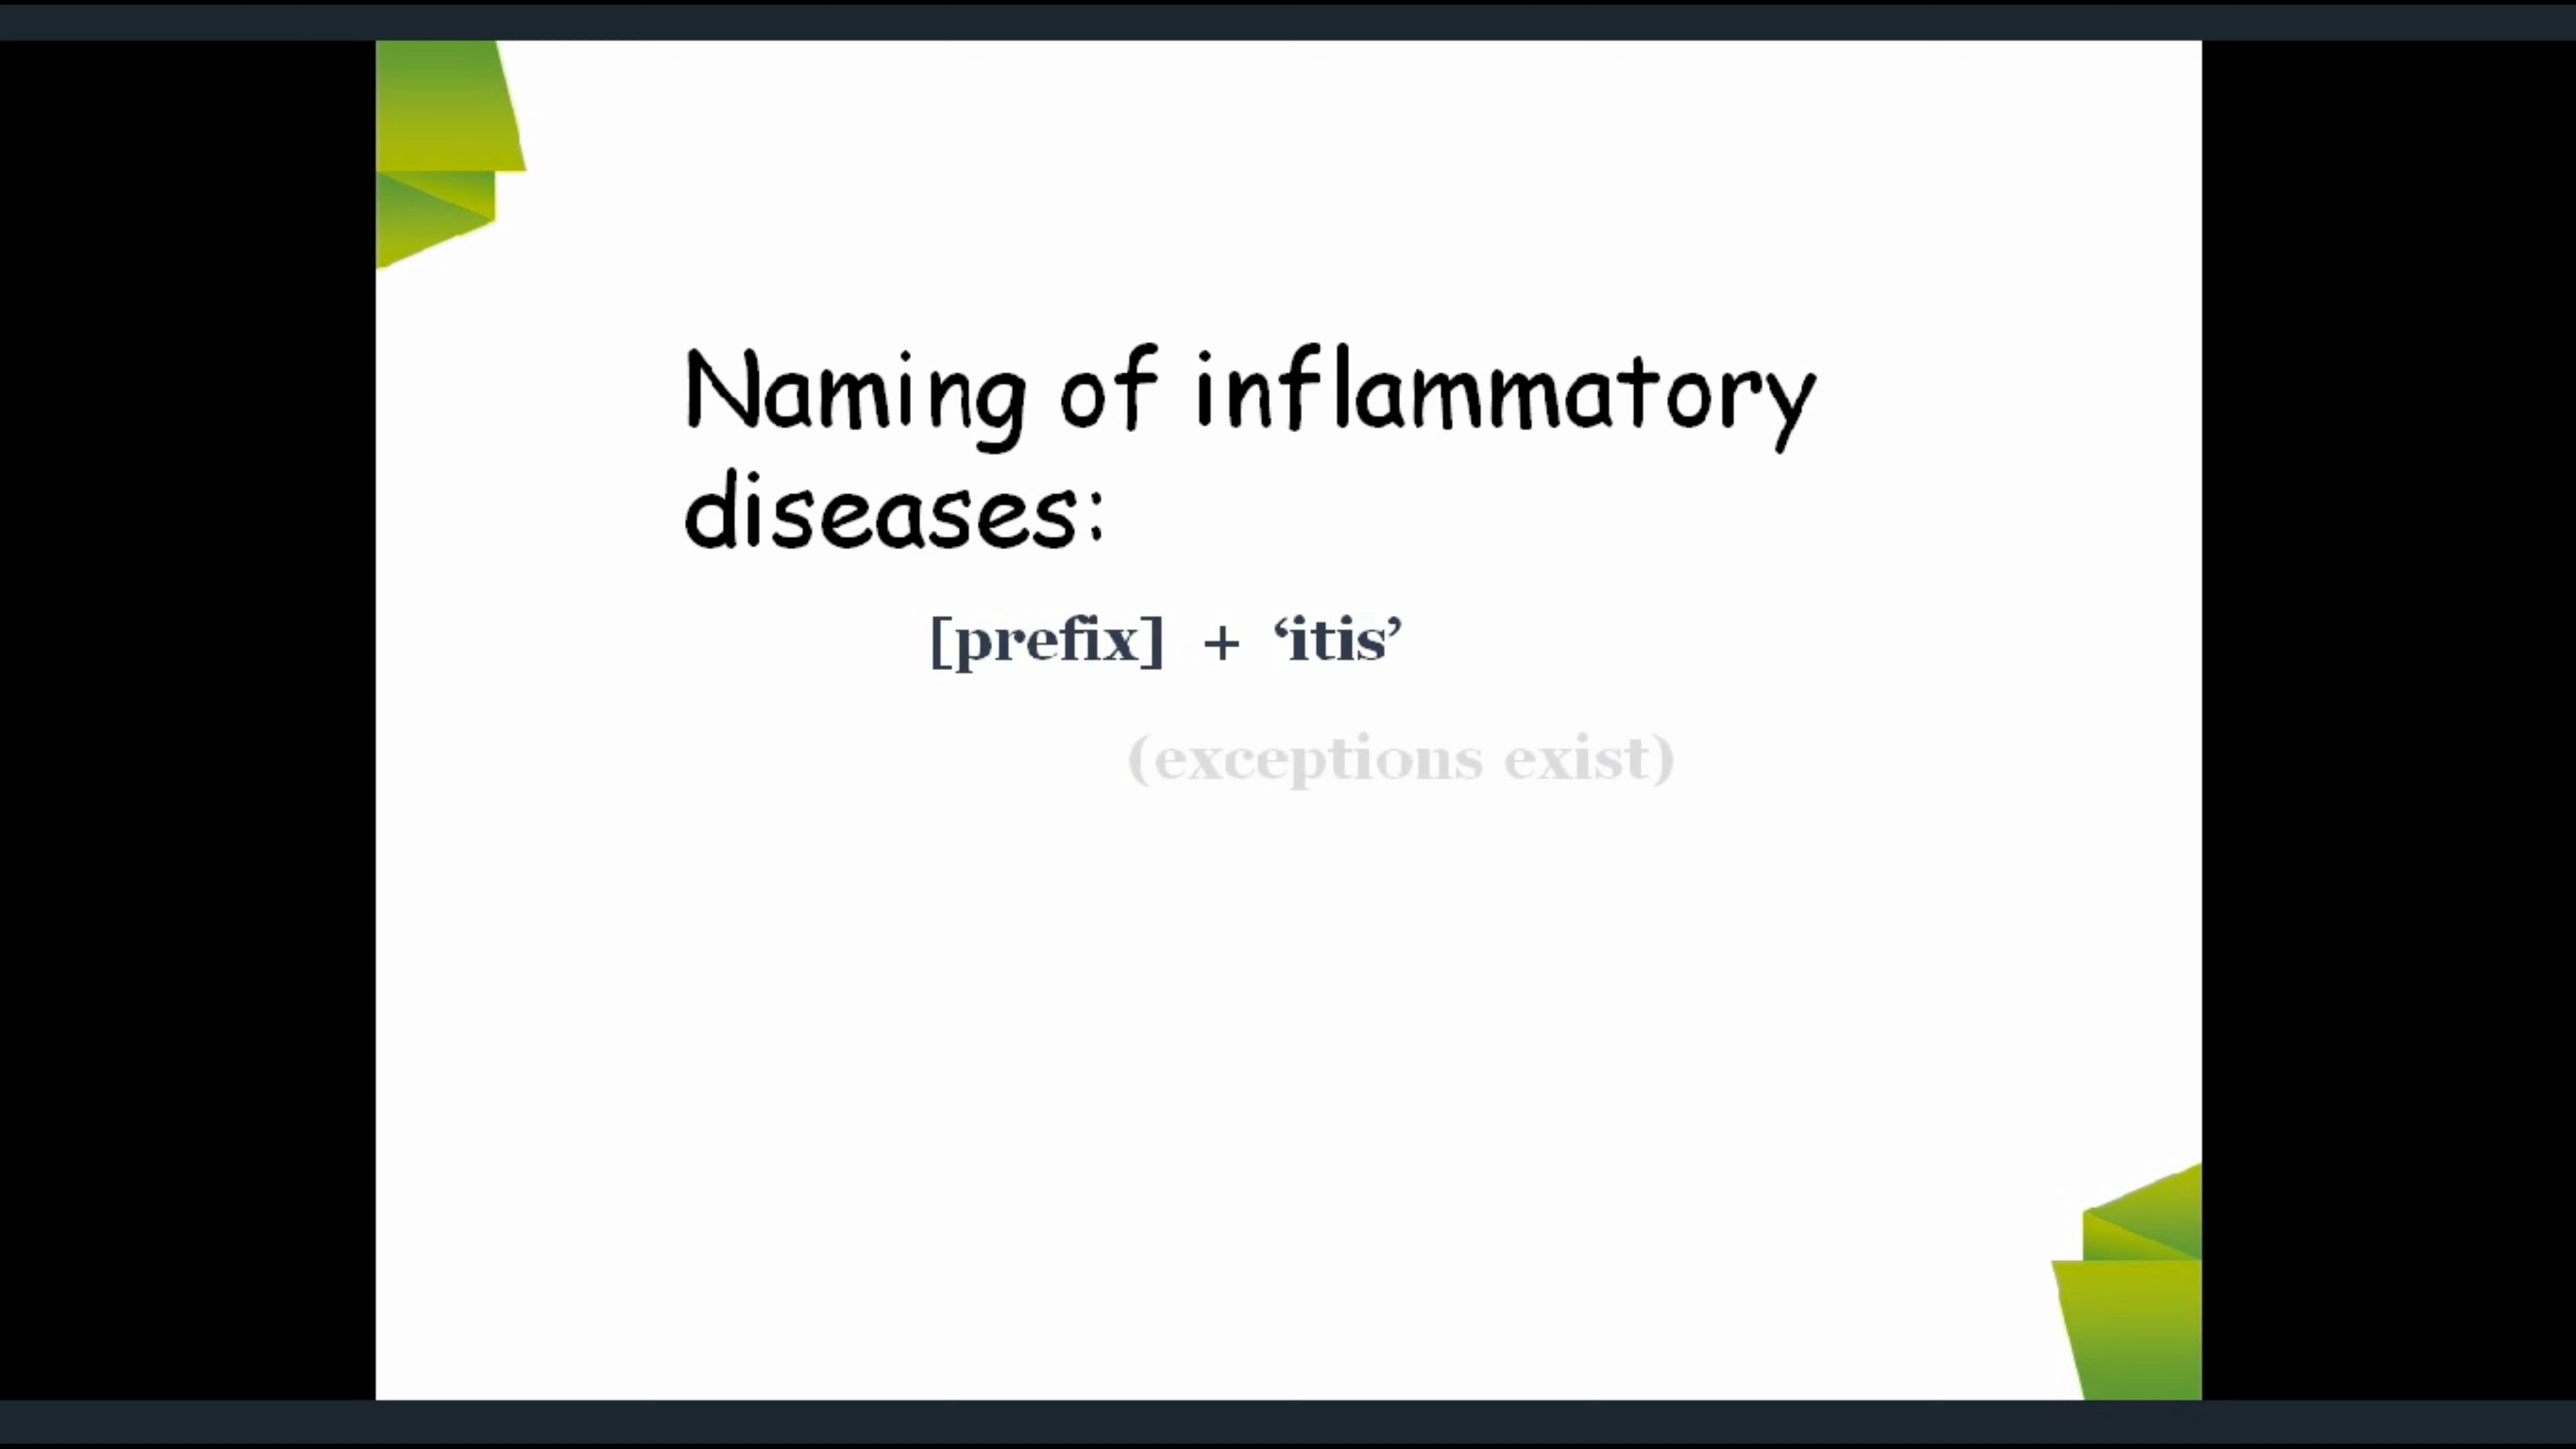 Naming of inflammatory
diseases:
[prefix] + ‘itis’
(exceptions exist)